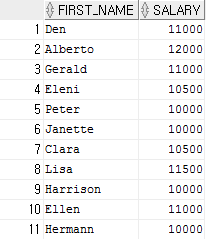 FIRST_NAME SALARY
1 Den 11000
2 Alberto 12000
3 Gerald 11000
4 Eleni 10500
5 Peter 10000
6 Janette 10000
7 Clara 10500
8 Lisa 11500
9 Harrison 10000
10 Ellen 11000
11 Hermann 10000